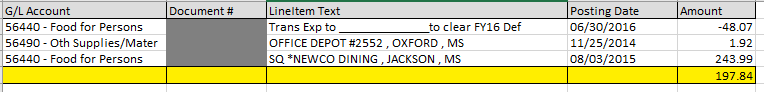 G/L Account Document # LineItem Text Posting Date Amount
56440 - Food for Persons Trans Exp to ______________to clear FY16 Def 06/30/2016 -48.07
56490 - Oth Supplies/Mater OFFICE DEPOT #2552 , OXFORD , MS 11/25/2014 1.92
56440 - Food for Persons SQ *NEWCO DINING , JACKSON , MS 08/03/2015 243.99
197.84